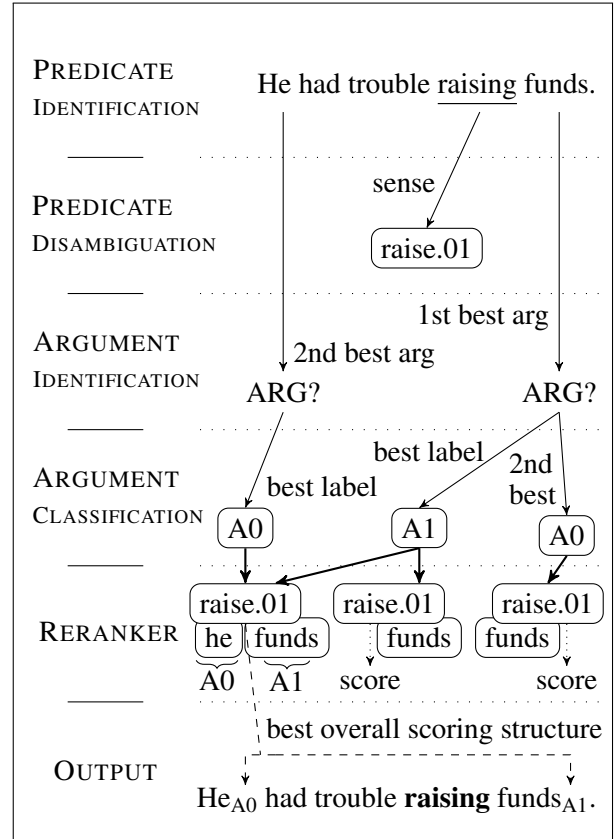 PREDICATE
IDENTIFICATION
He had trouble raising funds.
sense
PREDICATE
DISAMBIGUATION
raise.01
1st best arg
ARGUMENT
IDENTIFICATION
2nd best arg
ARG? ARG?
ARGUMENT
CLASSIFICATION
best label
best label
2nd
best
A0 A1 A0
RERANKER
raise.01 raise.01 raise.01
he funds funds funds
A0 A1 score score
best overall scoring structure
OUTPUT
HeA0 had trouble raising fundsA1.